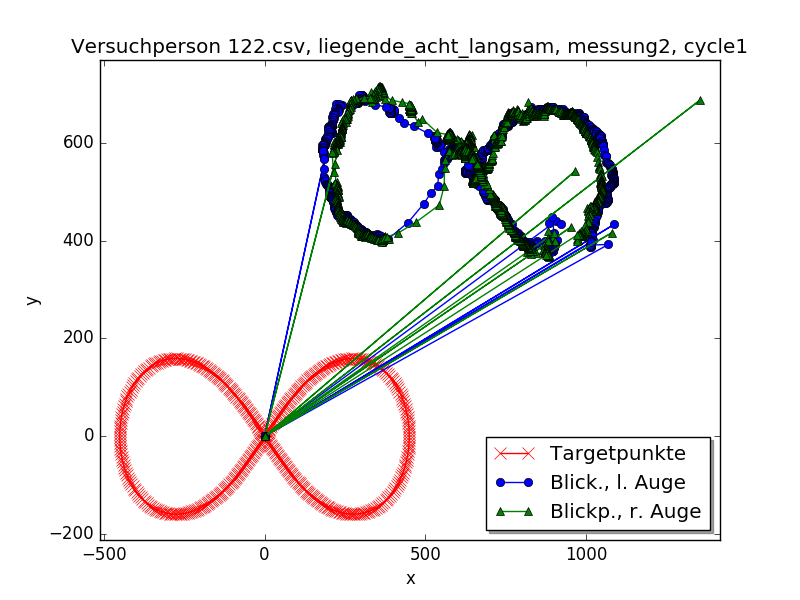 Versuchperson 122.csv, liegende_acht_langsam, messung2, cycle1
600
400
200
0
−200
y
−500
0
500
1000
x
Targetpunkte
Blick., l. Auge
Blickp., r. Auge